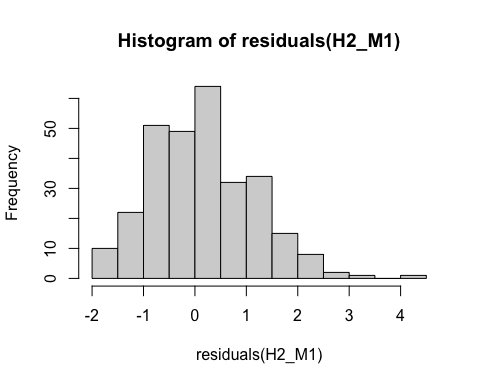 Histogram of residuals(H2_M1)
Frequency
50
30
10
0
-2 -1 0 1 2 3 4
residuals(H2_M1)